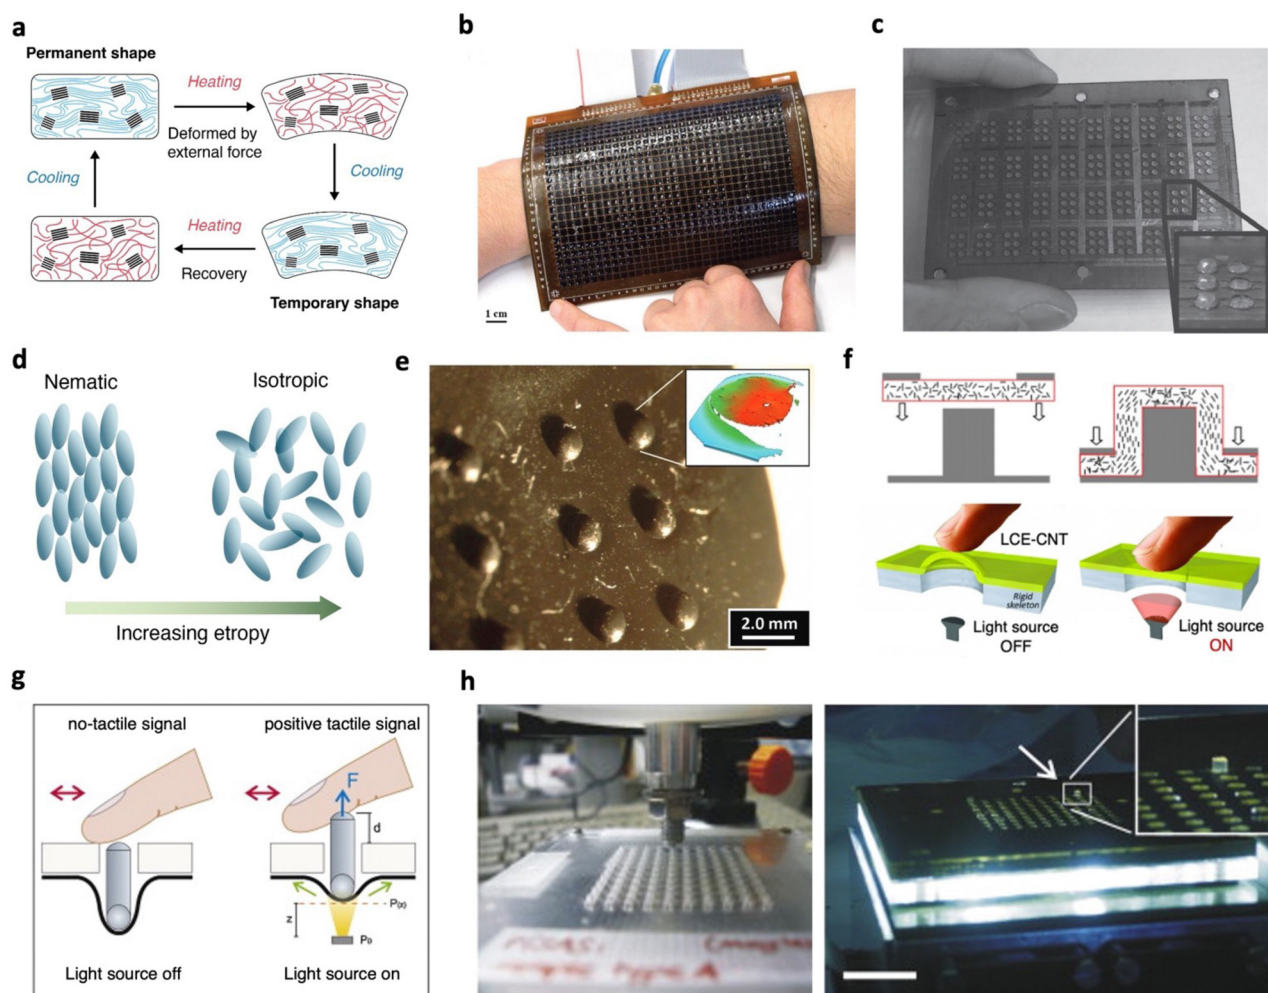 a
Permanent shape
Heating
Deformed by
external force
Cooling
Cooling
Heating
Recovery
Temporary shape
b
1 cm
c
d
Nematic
Isotropic
Increasing etropy
e
2.0 mm
f
LCE-CNT
Rigid
skeleton
Light source
OFF
Light source
ON
g
no-tactile signal
positive tactile signal
F
d
z
P(x)
Light source off
Light source on
h
type A